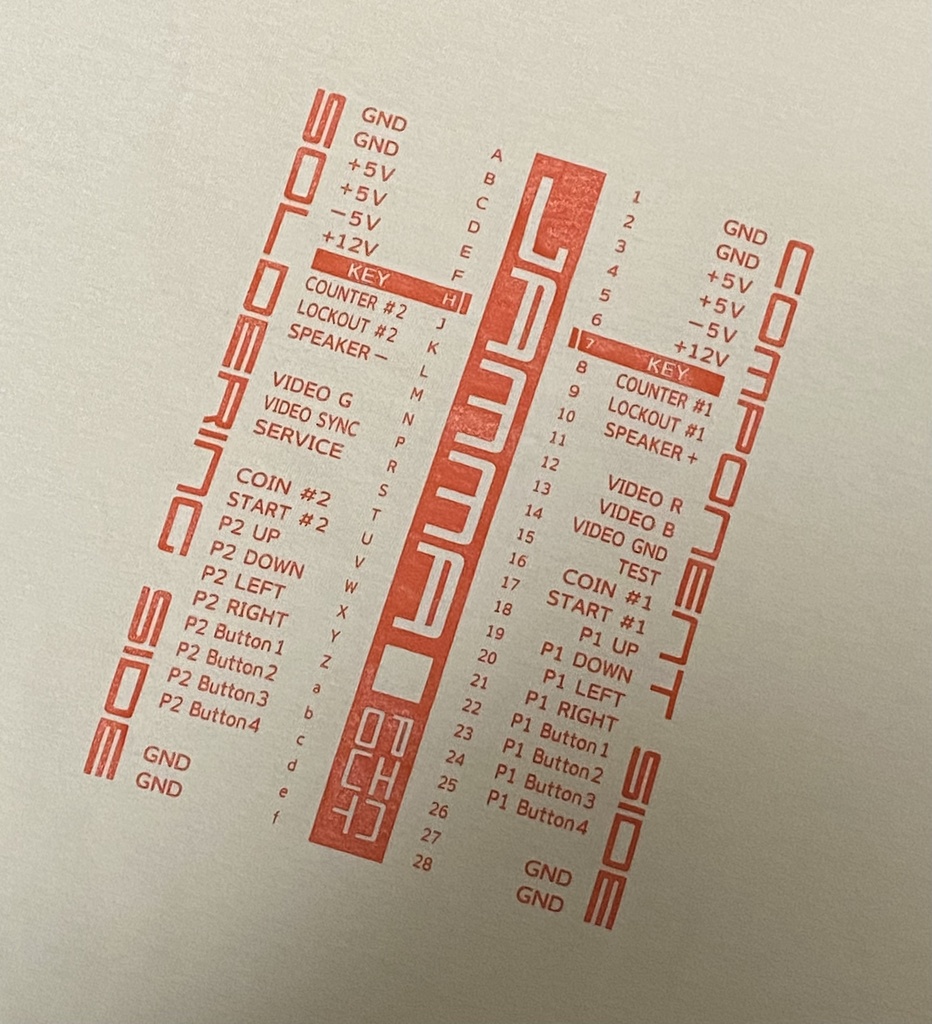 SOLDERING SIDE
GND A
GND B
+5V C
+5V D
−5V E
+12V F
KEY H
COUNTER #2 J
LOCKOUT #2 K
SPEAKER− L
M
VIDEO G N
VIDEO SYNC P
SERVICE R
S
COIN #2 T
START #2 U
P2 UP V
P2 DOWN W
P2 LEFT X
P2 RIGHT Y
P2 Button1 Z
P2 Button2 a
P2 Button3 b
P2 Button4 c
d
GND e
GND f
JAMMA
1 GND
2 GND
3 +5V
4 +5V
5 −5V
6 +12V
7 KEY
8 COUNTER #1
9 LOCKOUT #1
10 SPEAKER+
11
12 VIDEO R
13 VIDEO B
14 VIDEO GND
15 TEST
16 COIN #1
17 START #1
18 P1 UP
19 P1 DOWN
20 P1 LEFT
21 P1 RIGHT
22 P1 Button1
23 P1 Button2
24 P1 Button3
25 P1 Button4
26
27 GND
28 GND
COMPONENT SIDE